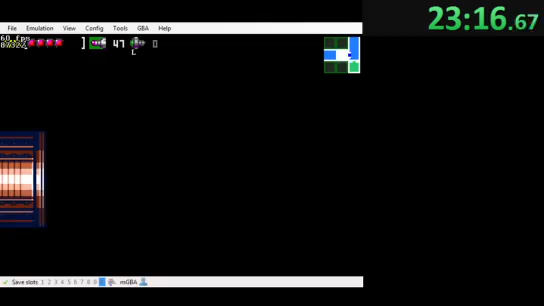 23:16.67
File Emulation View Config Tools GBA Help
60 fps
47
L
Save slots 1 2 3 4 5 6 7 8 9 mGBA